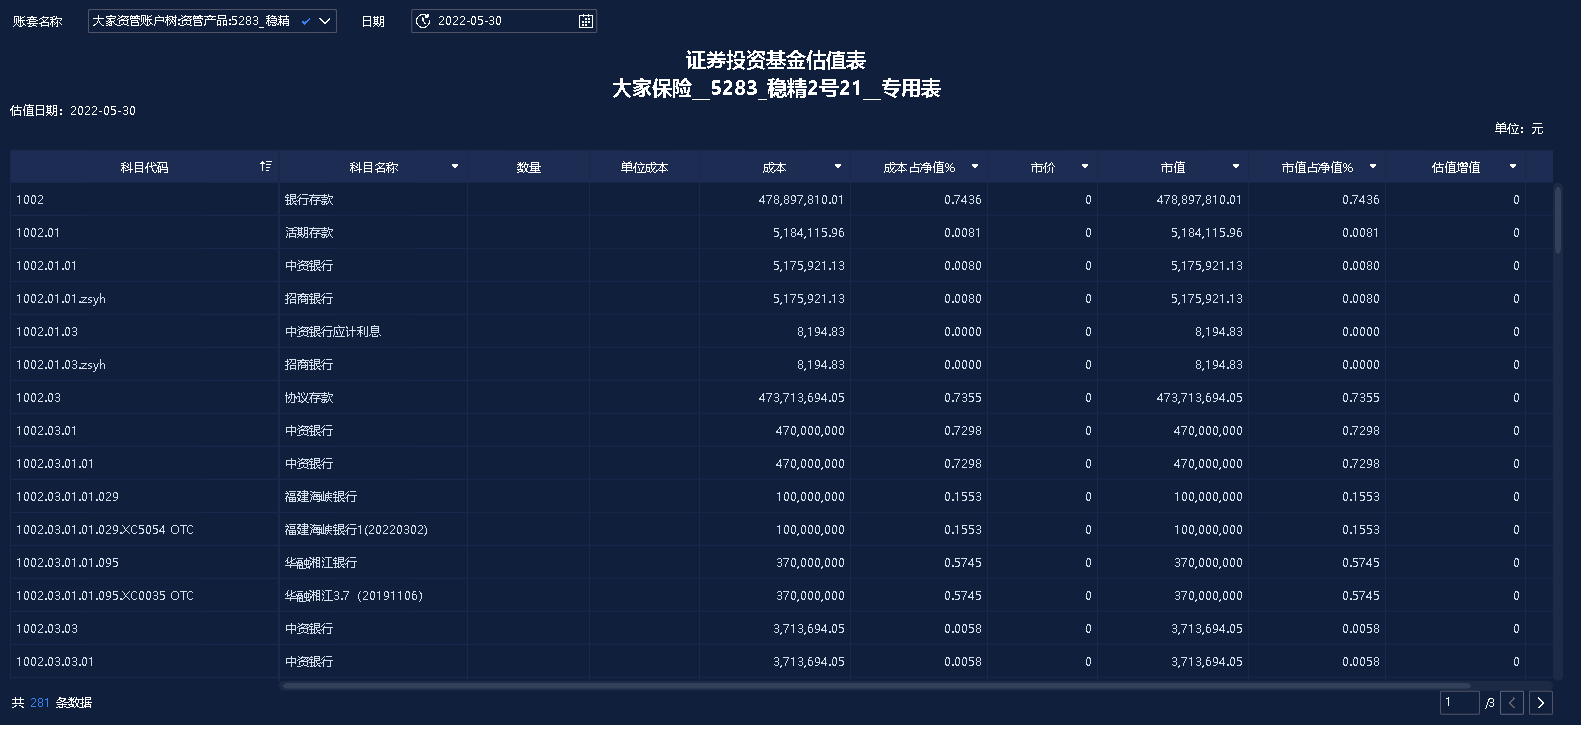 账套名称 大家资管账户树:资管产品:5283_稳精 日期 2022-05-30
证券投资基金估值表
大家保险__5283_稳精2号21__专用表
估值日期：2022-05-30
单位：元
科目代码 科目名称 数量 单位成本 成本 成本占净值% 市价 市值 市值占净值% 估值增值
1002 银行存款 478,897,810.01 0.7436 0 478,897,810.01 0.7436 0
1002.01 活期存款 5,184,115.96 0.0081 0 5,184,115.96 0.0081 0
1002.01.01 中资银行 5,175,921.13 0.0080 0 5,175,921.13 0.0080 0
1002.01.01.zsyh 招商银行 5,175,921.13 0.0080 0 5,175,921.13 0.0080 0
1002.01.03 中资银行应计利息 8,194.83 0.0000 0 8,194.83 0.0000 0
1002.01.03.zsyh 招商银行 8,194.83 0.0000 0 8,194.83 0.0000 0
1002.03 协议存款 473,713,694.05 0.7355 0 473,713,694.05 0.7355 0
1002.03.01 中资银行 470,000,000 0.7298 0 470,000,000 0.7298 0
1002.03.01.01 中资银行 470,000,000 0.7298 0 470,000,000 0.7298 0
1002.03.01.01.029 福建海峡银行 100,000,000 0.1553 0 100,000,000 0.1553 0
1002.03.01.01.029.XC5054 OTC 福建海峡银行1(20220302) 100,000,000 0.1553 0 100,000,000 0.1553 0
1002.03.01.01.095 华融湘江银行 370,000,000 0.5745 0 370,000,000 0.5745 0
1002.03.01.01.095.XC0035 OTC 华融湘江3.7（20191106） 370,000,000 0.5745 0 370,000,000 0.5745 0
1002.03.03 中资银行 3,713,694.05 0.0058 0 3,713,694.05 0.0058 0
1002.03.03.01 中资银行 3,713,694.05 0.0058 0 3,713,694.05 0.0058 0
共 281 条数据 1 /3